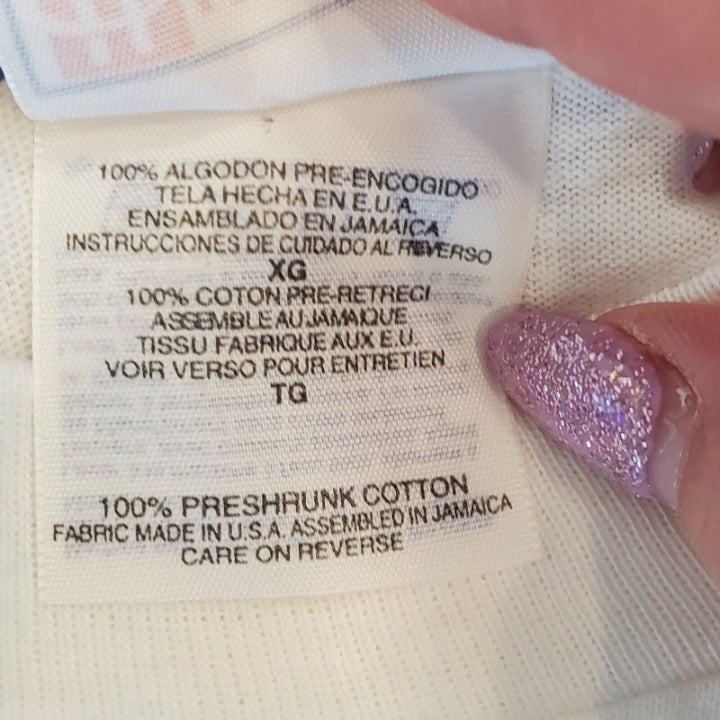 100% ALGODON PRE-ENCOGIDO
TELA HECHA EN E.U.A.
ENSAMBLADO EN JAMAICA
INSTRUCCIONES DE CUIDADO AL REVERSO
XG
100% COTON PRE-RETRECI
ASSEMBLE AU JAMAIQUE
TISSU FABRIQUE AUX E.U.
VOIR VERSO POUR ENTRETIEN
TG
100% PRESHRUNK COTTON
FABRIC MADE IN U.S.A. ASSEMBLED IN JAMAICA
CARE ON REVERSE